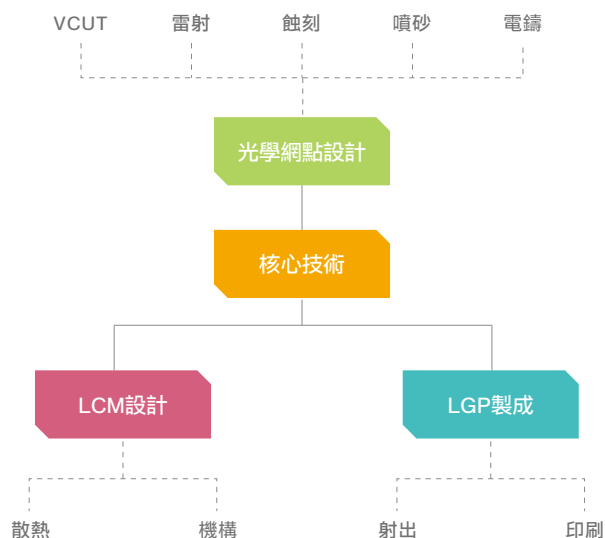 VCUT 雷射 蝕刻 噴砂 電鑄
光學網點設計
核心技術
LCM設計 LGP製成
散熱 機構 射出 印刷